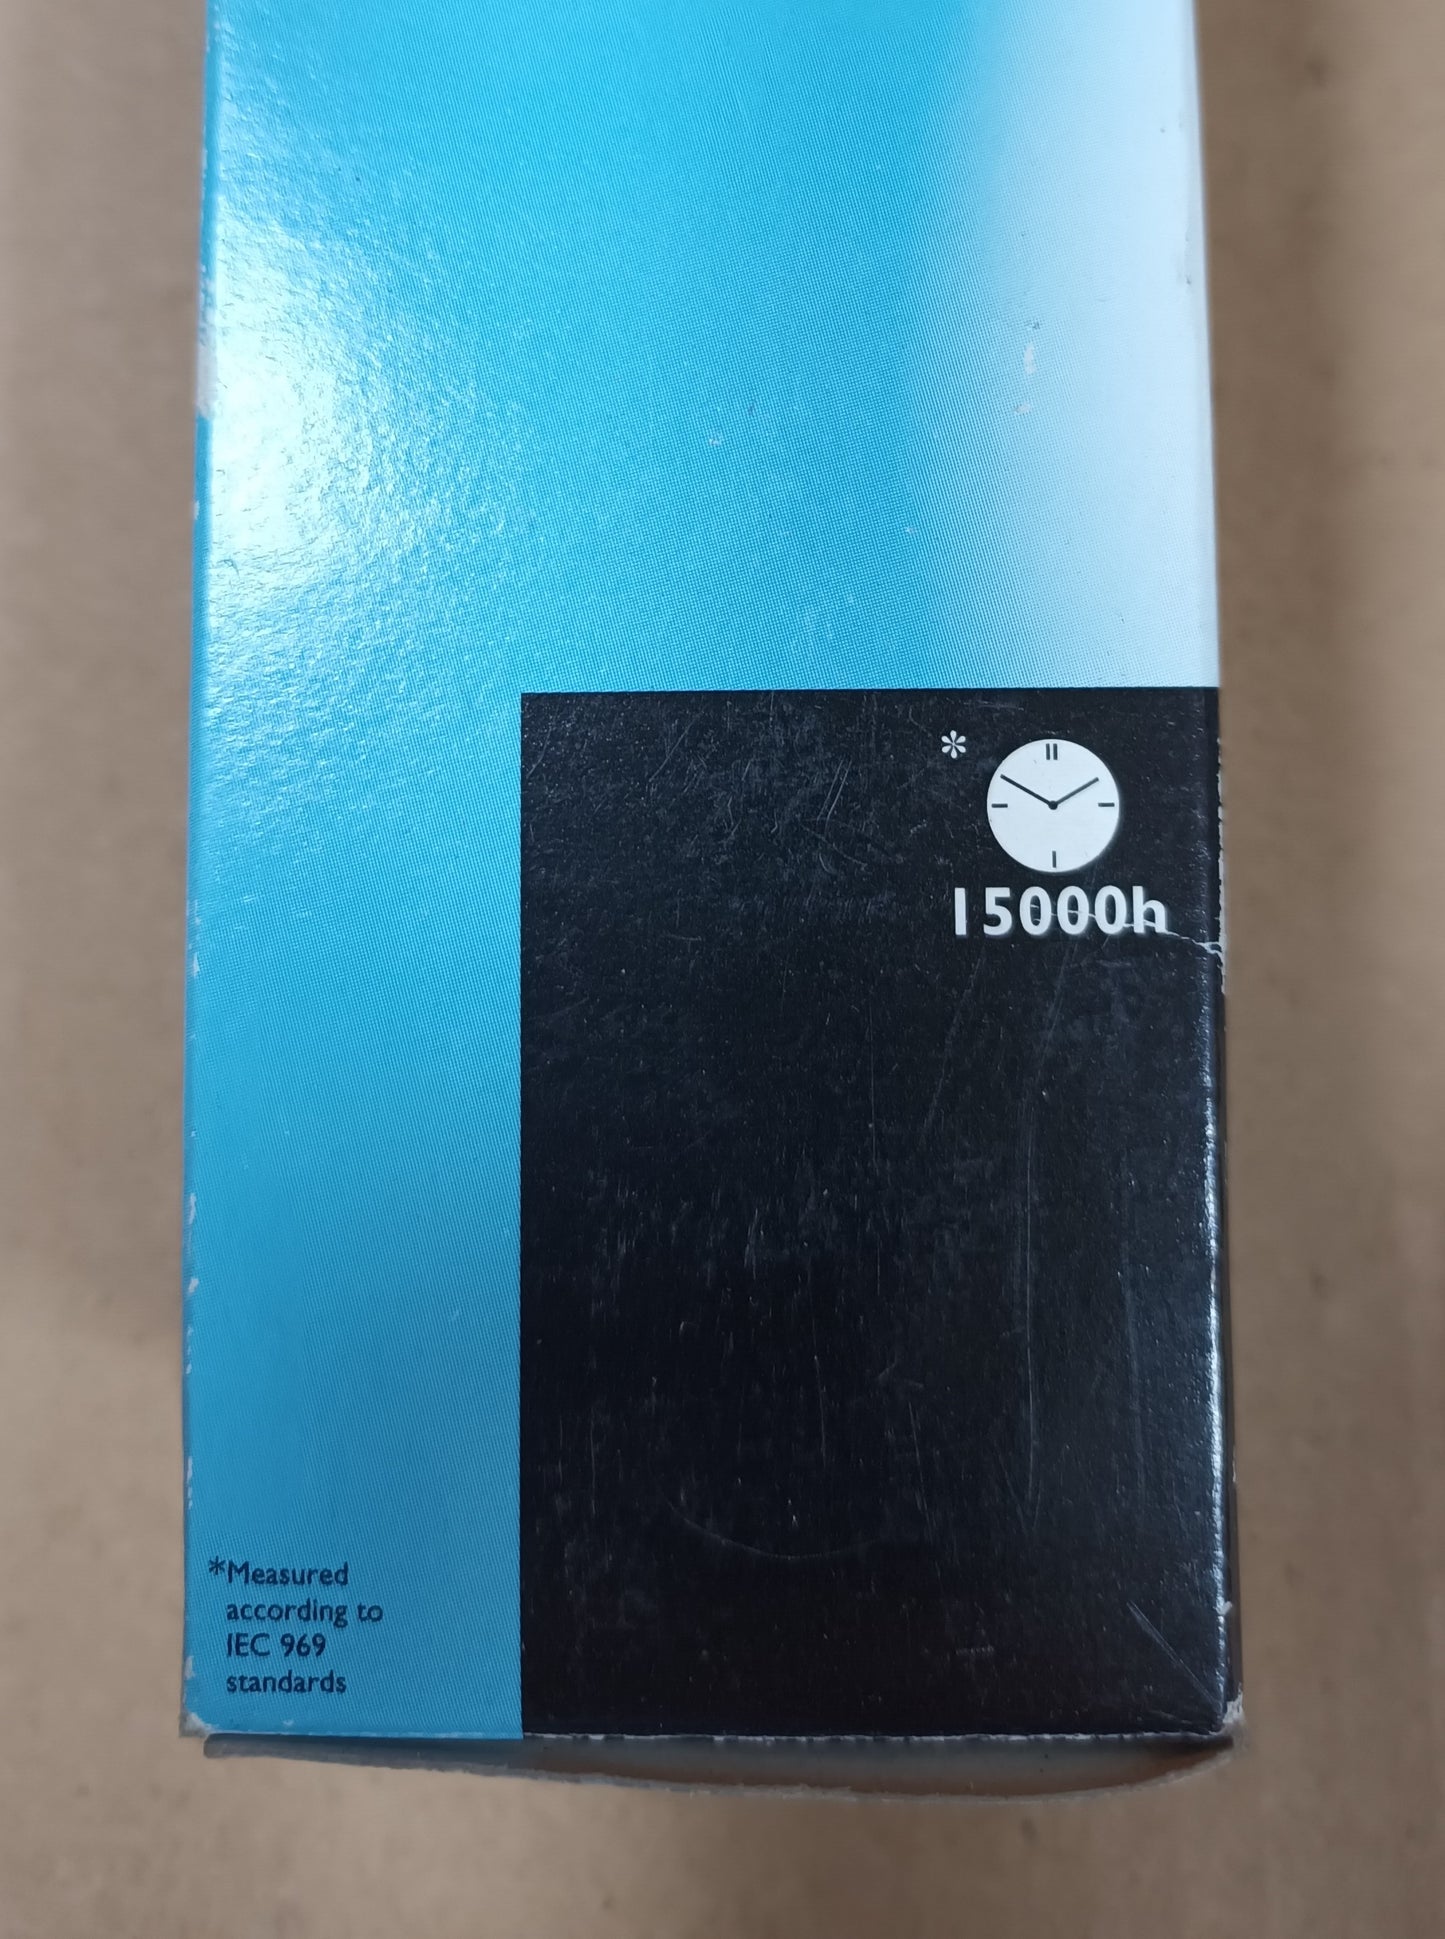 *
15000h
*Measured
according to
IEC 969
standards